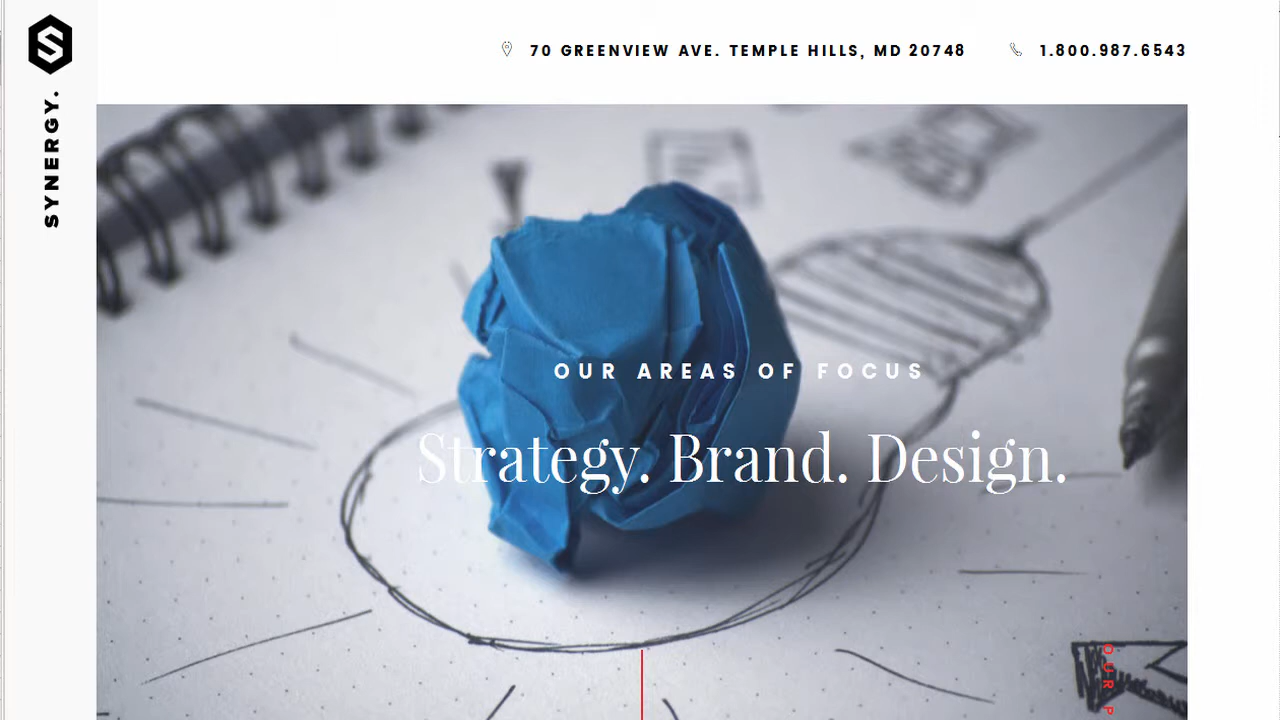 SYNERGY.
70 GREENVIEW AVE. TEMPLE HILLS, MD 20748
1.800.987.6543
OUR AREAS OF FOCUS
Strategy. Brand. Design.
OUR P